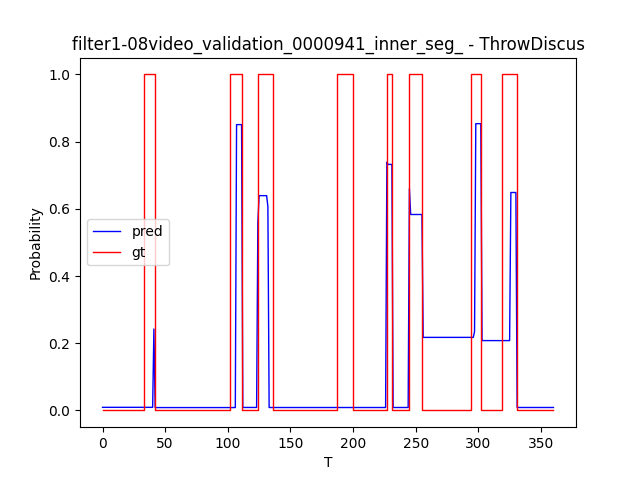 filter1-08video_validation_0000941_inner_seg_ - ThrowDiscus
1.0
0.8
0.6
0.4
0.2
0.0
Probability
pred
gt
0 50 100 150 200 250 300 350
T